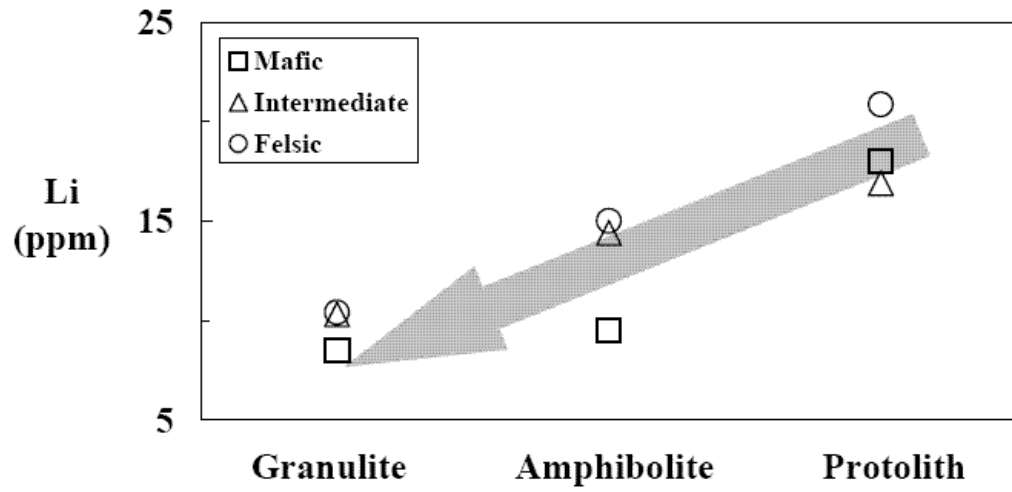 25
Mafic
Intermediate
Felsic
Li
(ppm)
15
5
Granulite Amphibolite Protolith